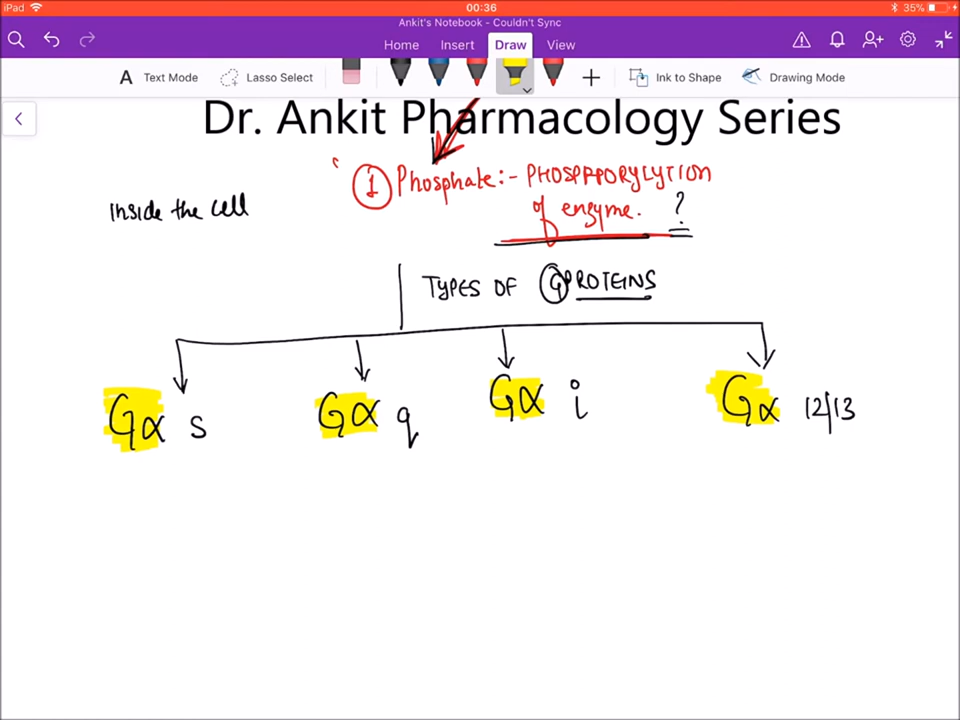 iPad 00:36 35%
Ankit's Notebook - Couldn't Sync
Home Insert Draw View
A Text Mode Lasso Select Ink to Shape Drawing Mode
Dr. Ankit Pharmacology Series
1 Phosphate:- PHOSPPPORYLYTION
of enzyme. ?
Inside the cell
TYPES OF G PROTEINS
Gα s Gα q Gα i Gα 12/13